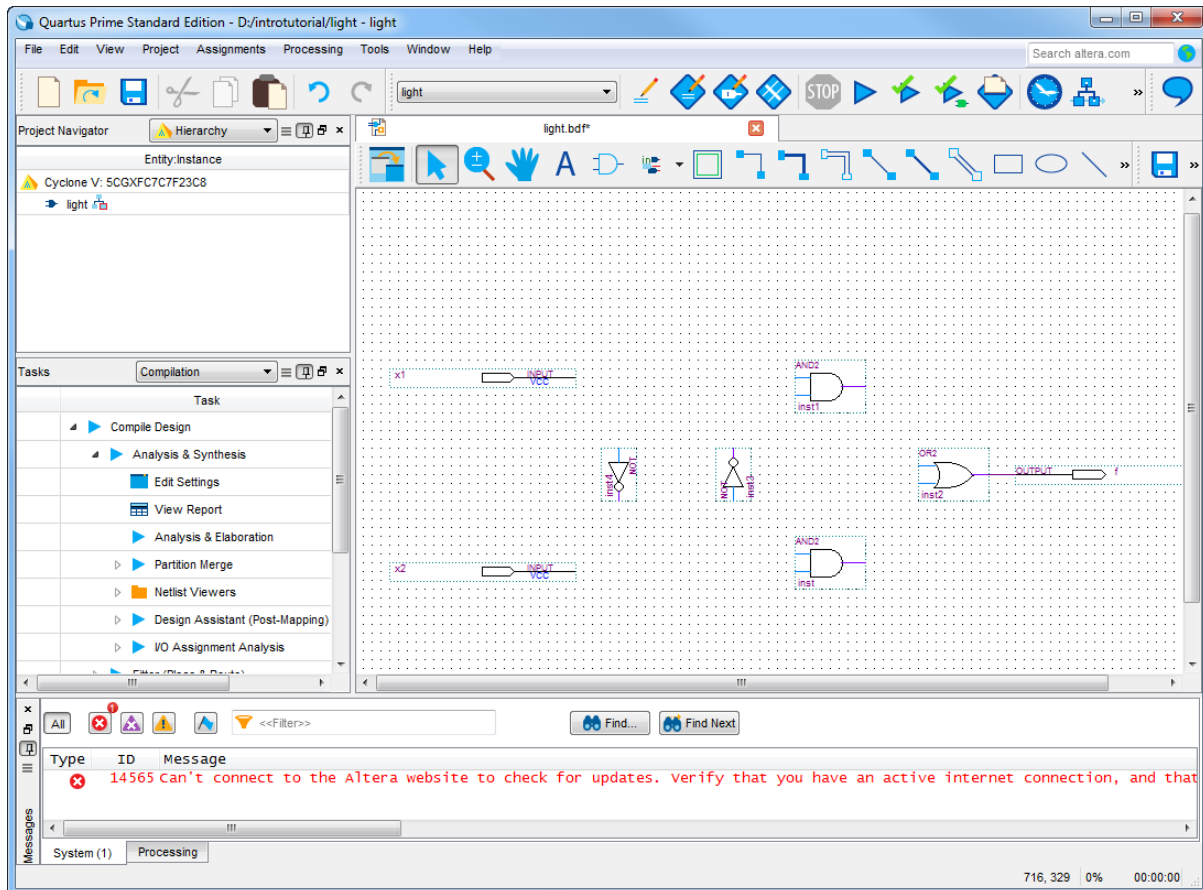 Quartus Prime Standard Edition - D:/introtutorial/light - light
File Edit View Project Assignments Processing Tools Window Help
Search altera.com
light
STOP
»
Project Navigator
Hierarchy
light.bdf*
Entity:Instance
A
»
»
Cyclone V: 5CGXFC7C7F23C8
light
Tasks
Compilation
Task
Compile Design
Analysis & Synthesis
Edit Settings
View Report
Analysis & Elaboration
Partition Merge
Netlist Viewers
Design Assistant (Post-Mapping)
I/O Assignment Analysis
Fitter (Place & Route)
x1
INPUT
VCC
AND2
inst1
NOT
inst4
NOT
inst3
OR2
inst2
OUTPUT
f
x2
INPUT
VCC
AND2
inst
All
1
<<Filter>>
Find...
Find Next
Type ID Message
14565 Can't connect to the Altera website to check for updates. Verify that you have an active internet connection, and that
Messages
System (1)
Processing
716, 329 0% 00:00:00